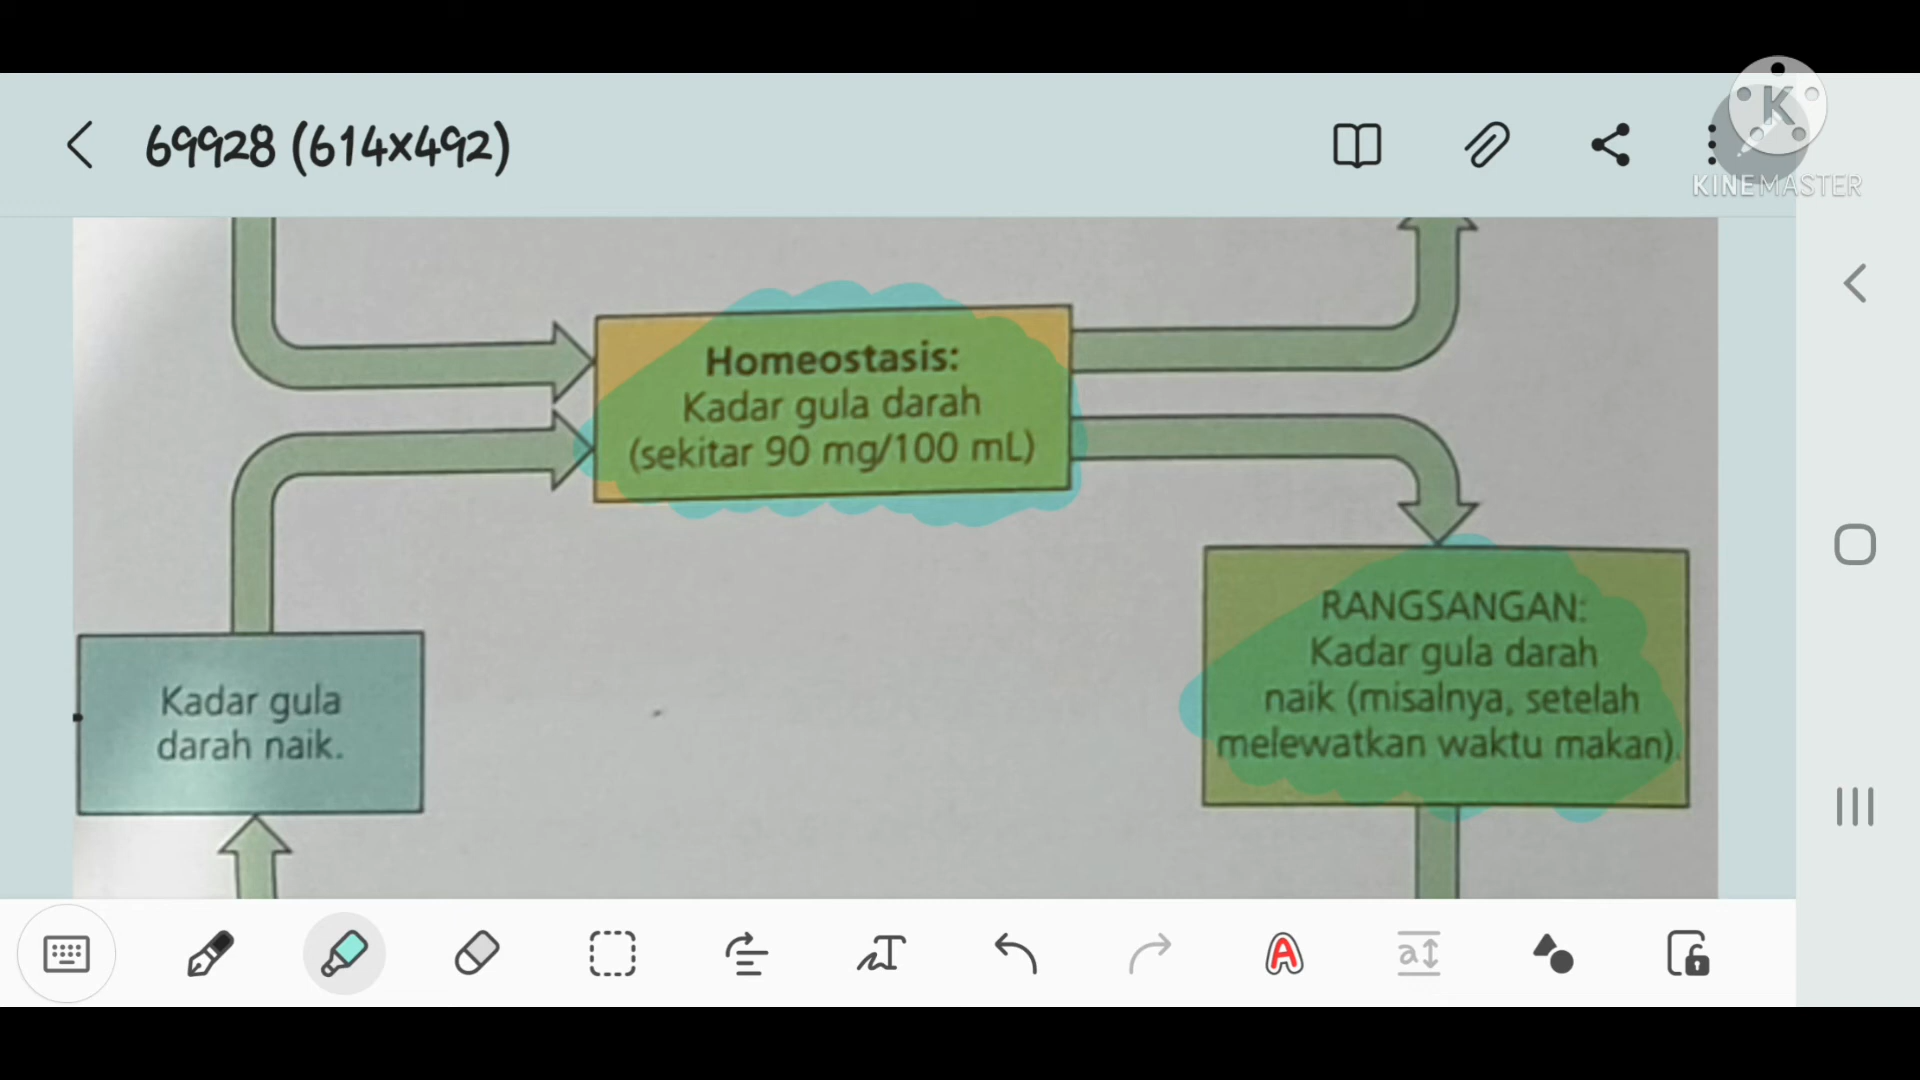 69928 (614x492)
KINEMASTER
Homeostasis:
Kadar gula darah
(sekitar 90 mg/100 mL)
RANGSANGAN:
Kadar gula darah
naik (misalnya, setelah
melewatkan waktu makan).
Kadar gula
darah naik.